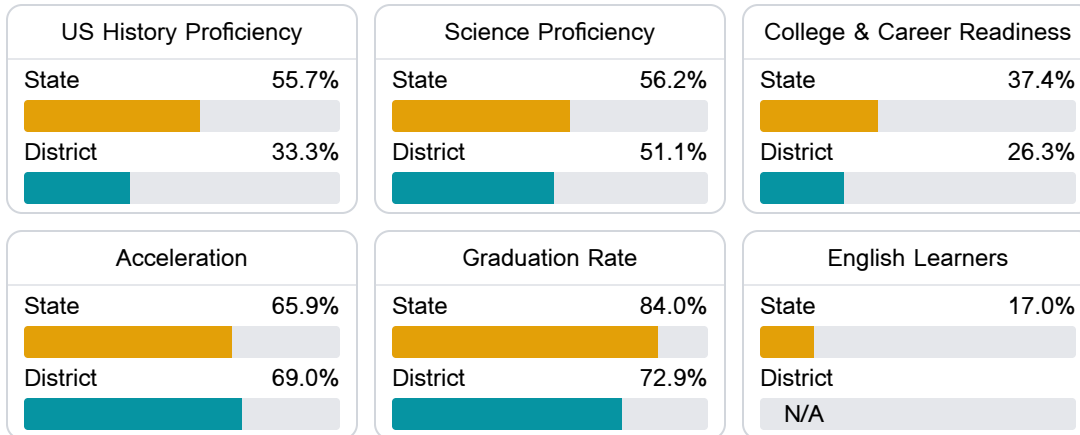 US History Proficiency
State 55.7%
District 33.3%
Science Proficiency
State 56.2%
District 51.1%
College & Career Readiness
State 37.4%
District 26.3%
Acceleration
State 65.9%
District 69.0%
Graduation Rate
State 84.0%
District 72.9%
English Learners
State 17.0%
District
N/A